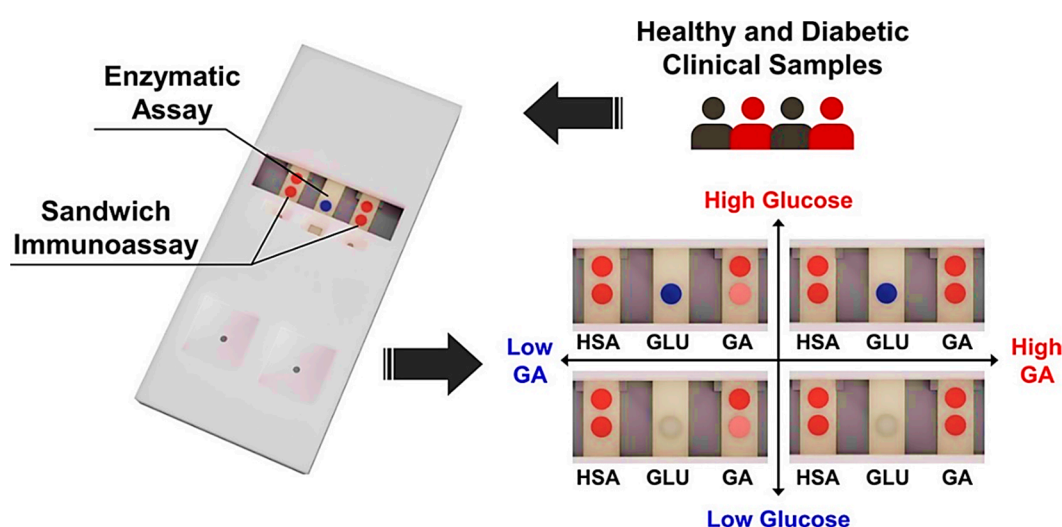 Enzymatic
Assay
Sandwich
Immunoassay
Healthy and Diabetic
Clinical Samples
High Glucose
HSA GLU GA
HSA GLU GA
Low
GA
High
GA
HSA GLU GA
HSA GLU GA
Low Glucose